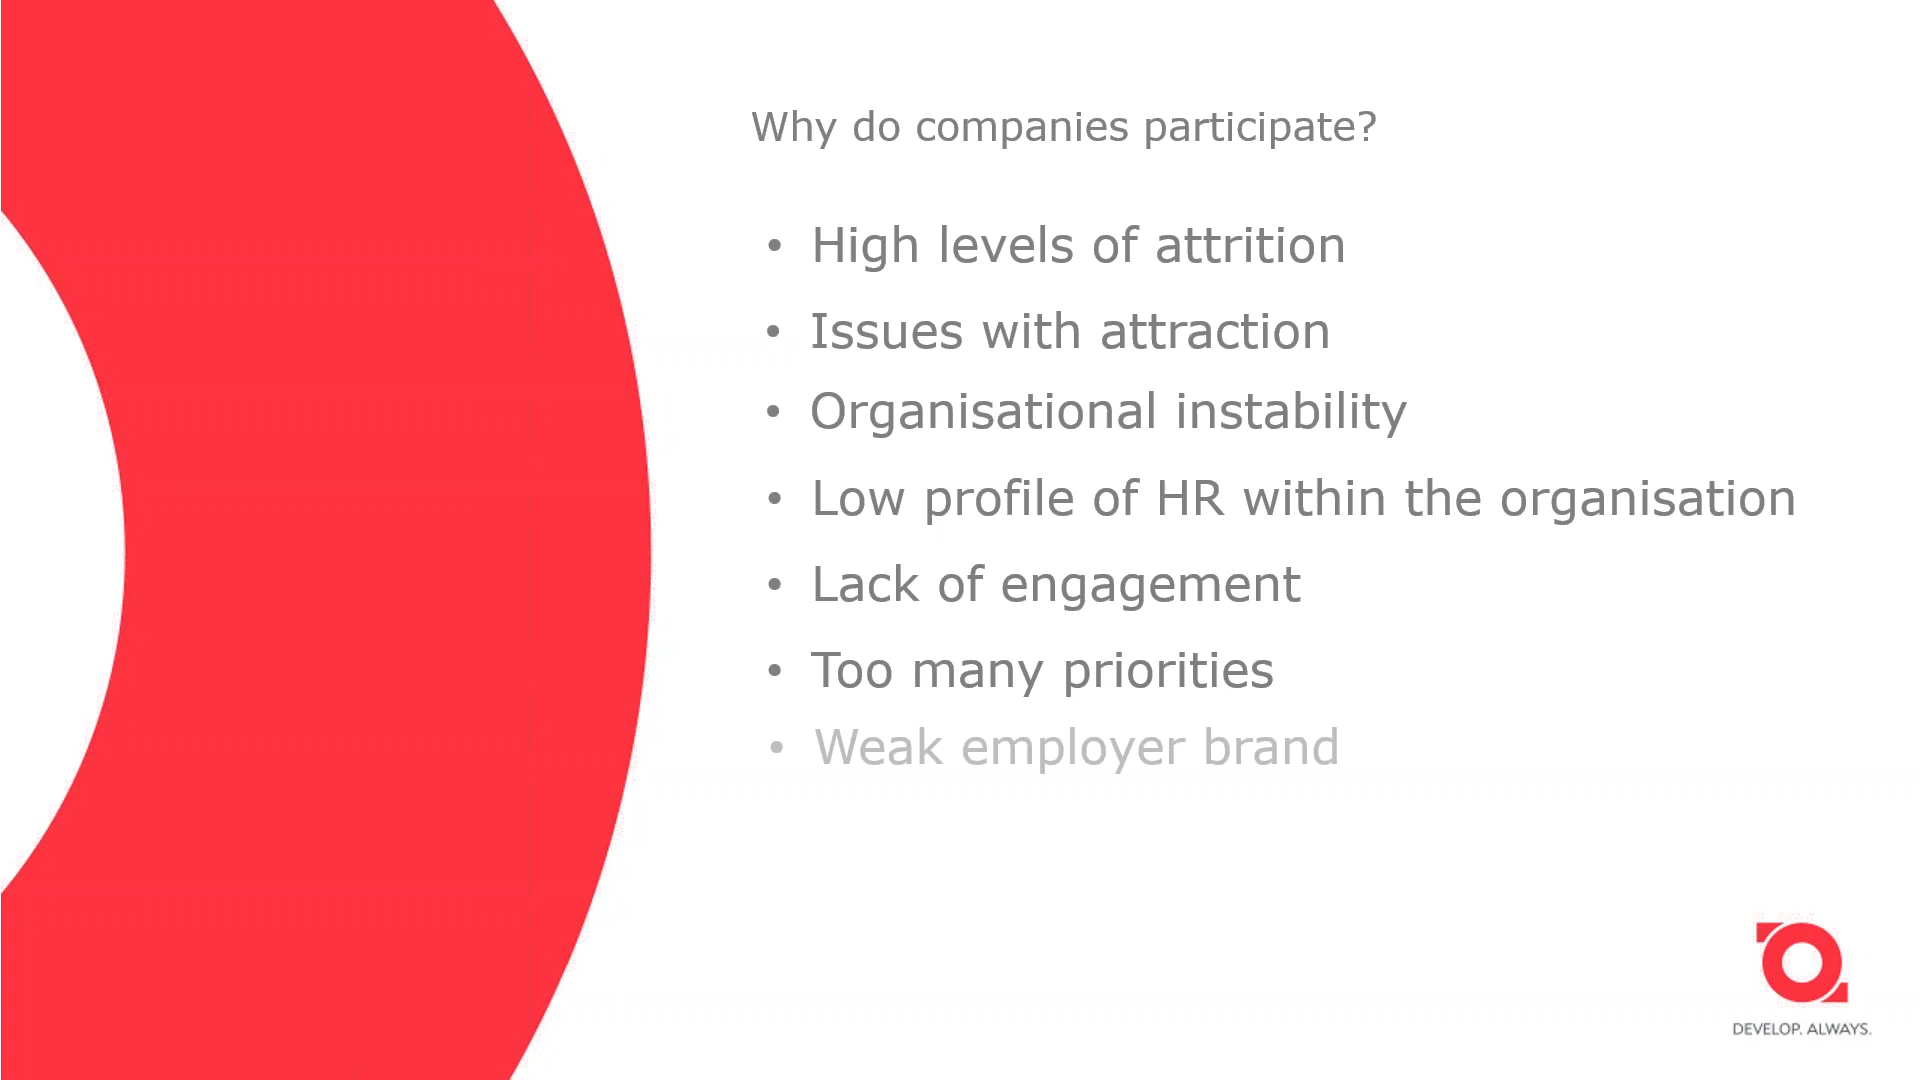 Why do companies participate?
• High levels of attrition
• Issues with attraction
• Organisational instability
• Low profile of HR within the organisation
• Lack of engagement
• Too many priorities
• Weak employer brand
DEVELOP. ALWAYS.